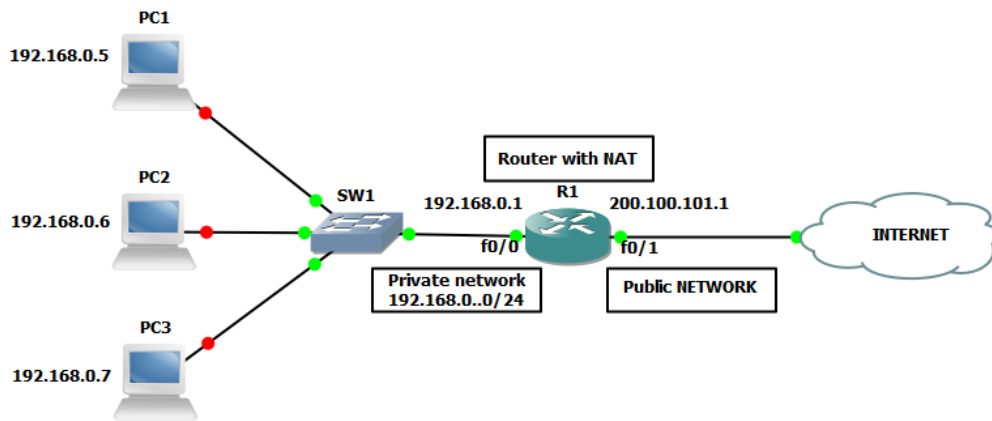 PC1
192.168.0.5
PC2
192.168.0.6
PC3
192.168.0.7
SW1
Router with NAT
R1
192.168.0.1
200.100.101.1
f0/0
f0/1
Private network
192.168.0..0/24
Public NETWORK
INTERNET